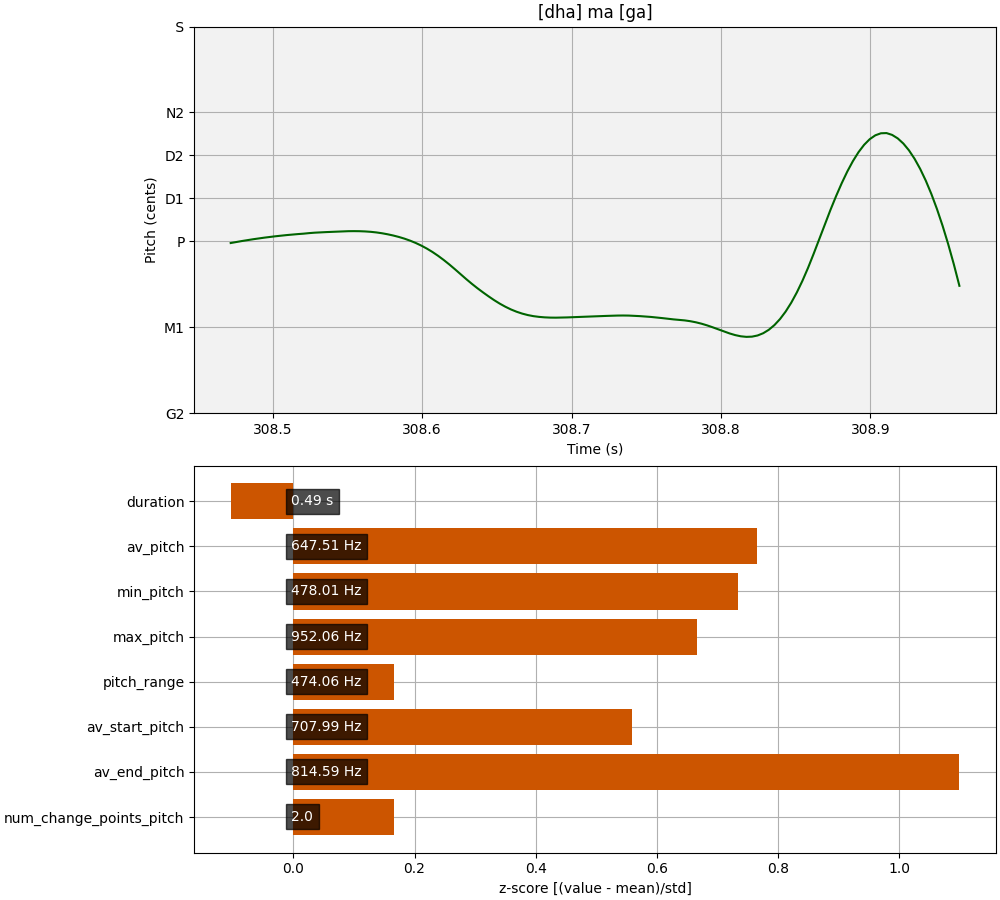 [dha] ma [ga]
S
N2
D2
D1
P
M1
G2
Pitch (cents)
308.5 308.6 308.7 308.8 308.9
Time (s)
duration 0.49 s
av_pitch 647.51 Hz
min_pitch 478.01 Hz
max_pitch 952.06 Hz
pitch_range 474.06 Hz
av_start_pitch 707.99 Hz
av_end_pitch 814.59 Hz
num_change_points_pitch 2.0
0.0 0.2 0.4 0.6 0.8 1.0
z-score [(value - mean)/std]